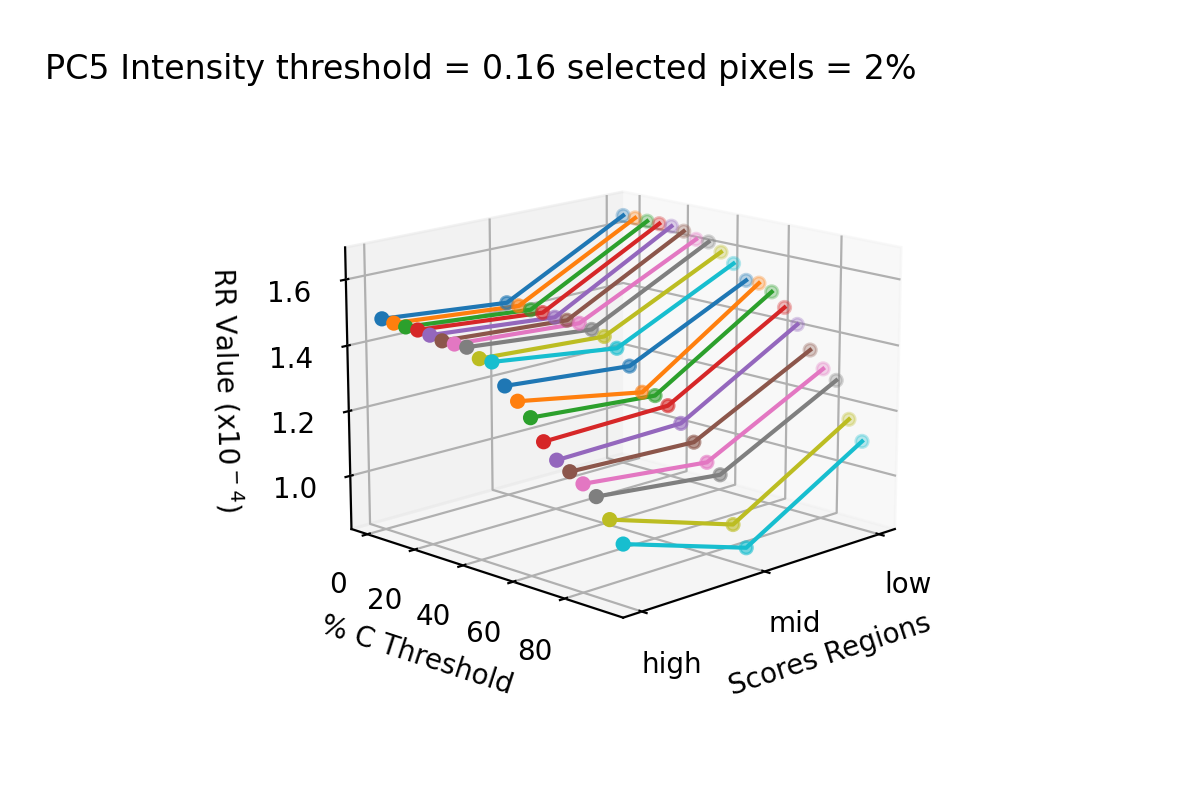 PC5 Intensity threshold = 0.16 selected pixels = 2%
RR Value (x10⁻⁴)
1.6
1.4
1.2
1.0
0
20
40
60
80
% C Threshold
high
mid
low
Scores Regions